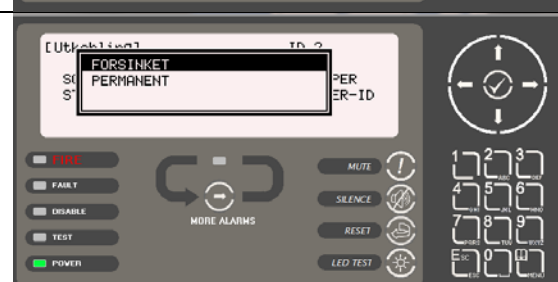 [Utkobling] ID 2
FORSINKET
PERMANENT
PER
ER-ID
FAULT
DISABLE
TEST
POWER
MORE ALARMS
MUTE
SILENCE
RESET
LED TEST
1 2 ABC 3 DEF
4 GHI 5 JKL 6 MNO
7 PQRS 8 TUV 9 WXYZ
Esc ESC 0 MENU